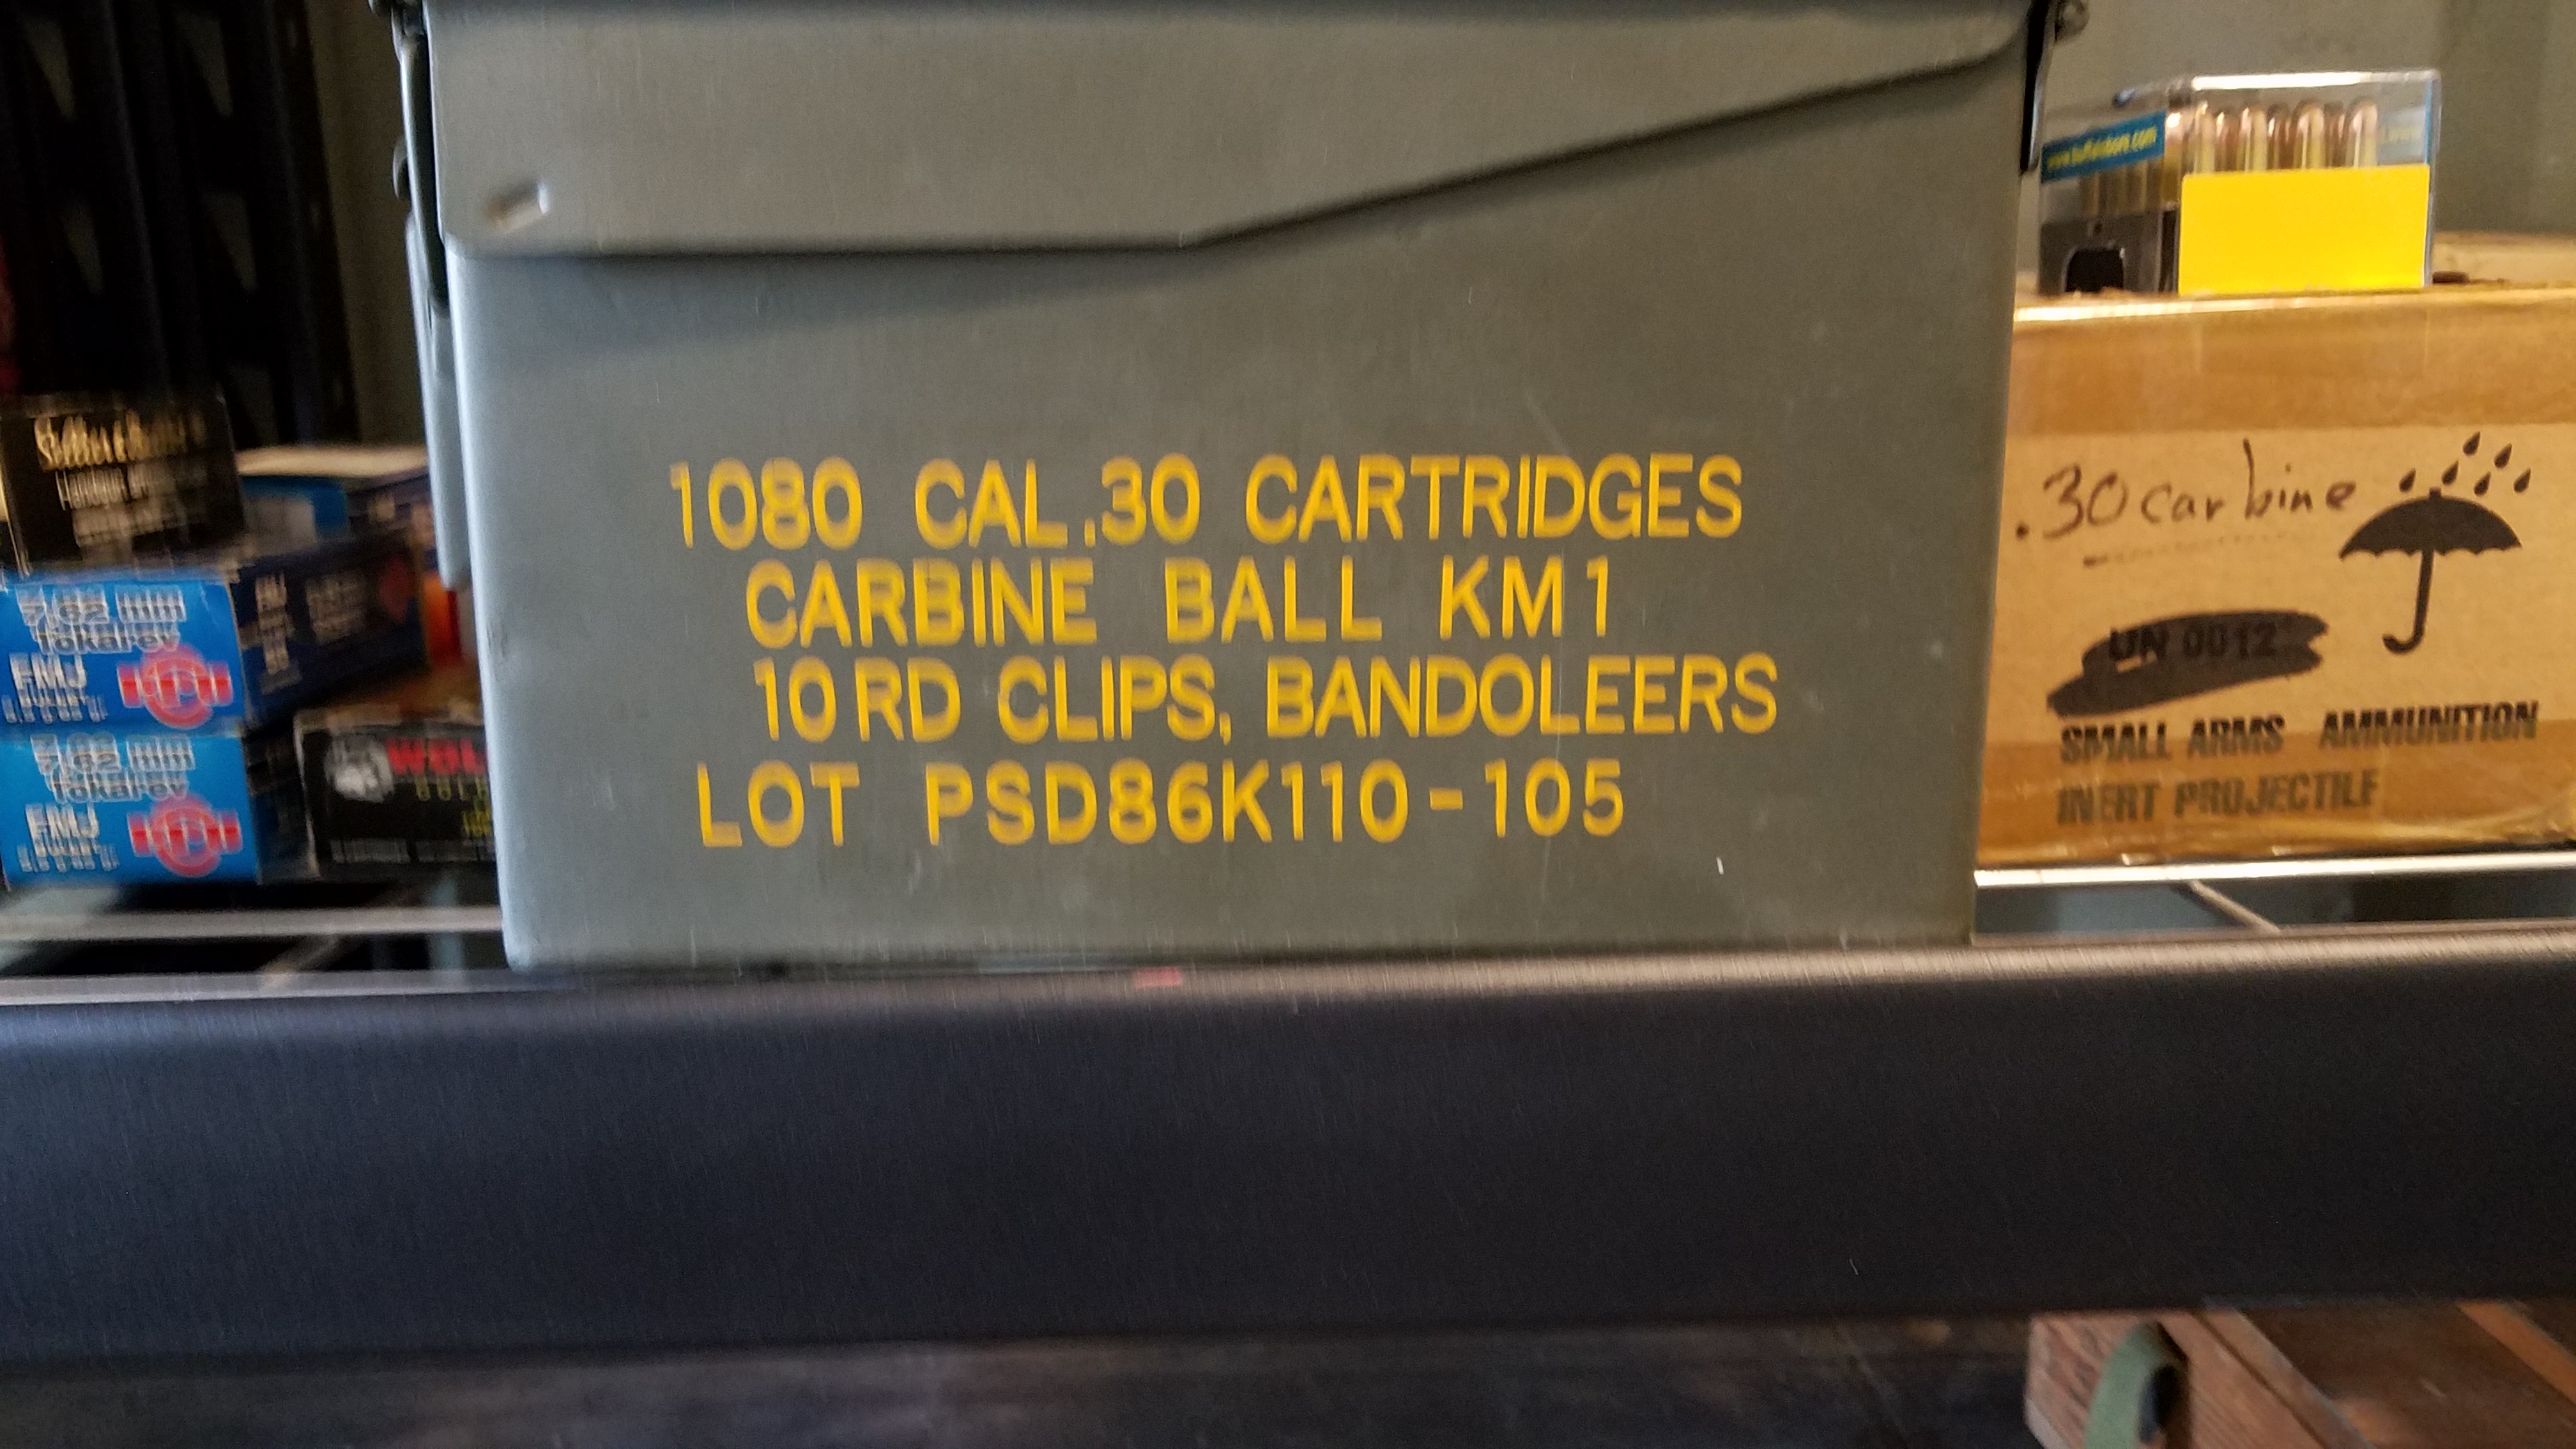 1080 CAL .30 CARTRIDGES
CARBINE BALL KM1
10 RD CLIPS, BANDOLEERS
LOT PSD86K110-105
.30 carbine
UN 0012
SMALL ARMS AMMUNITION
INERT PROJECTILE
7,62 mm
Tokarev
FMJ
7,62 mm
Tokarev
FMJ